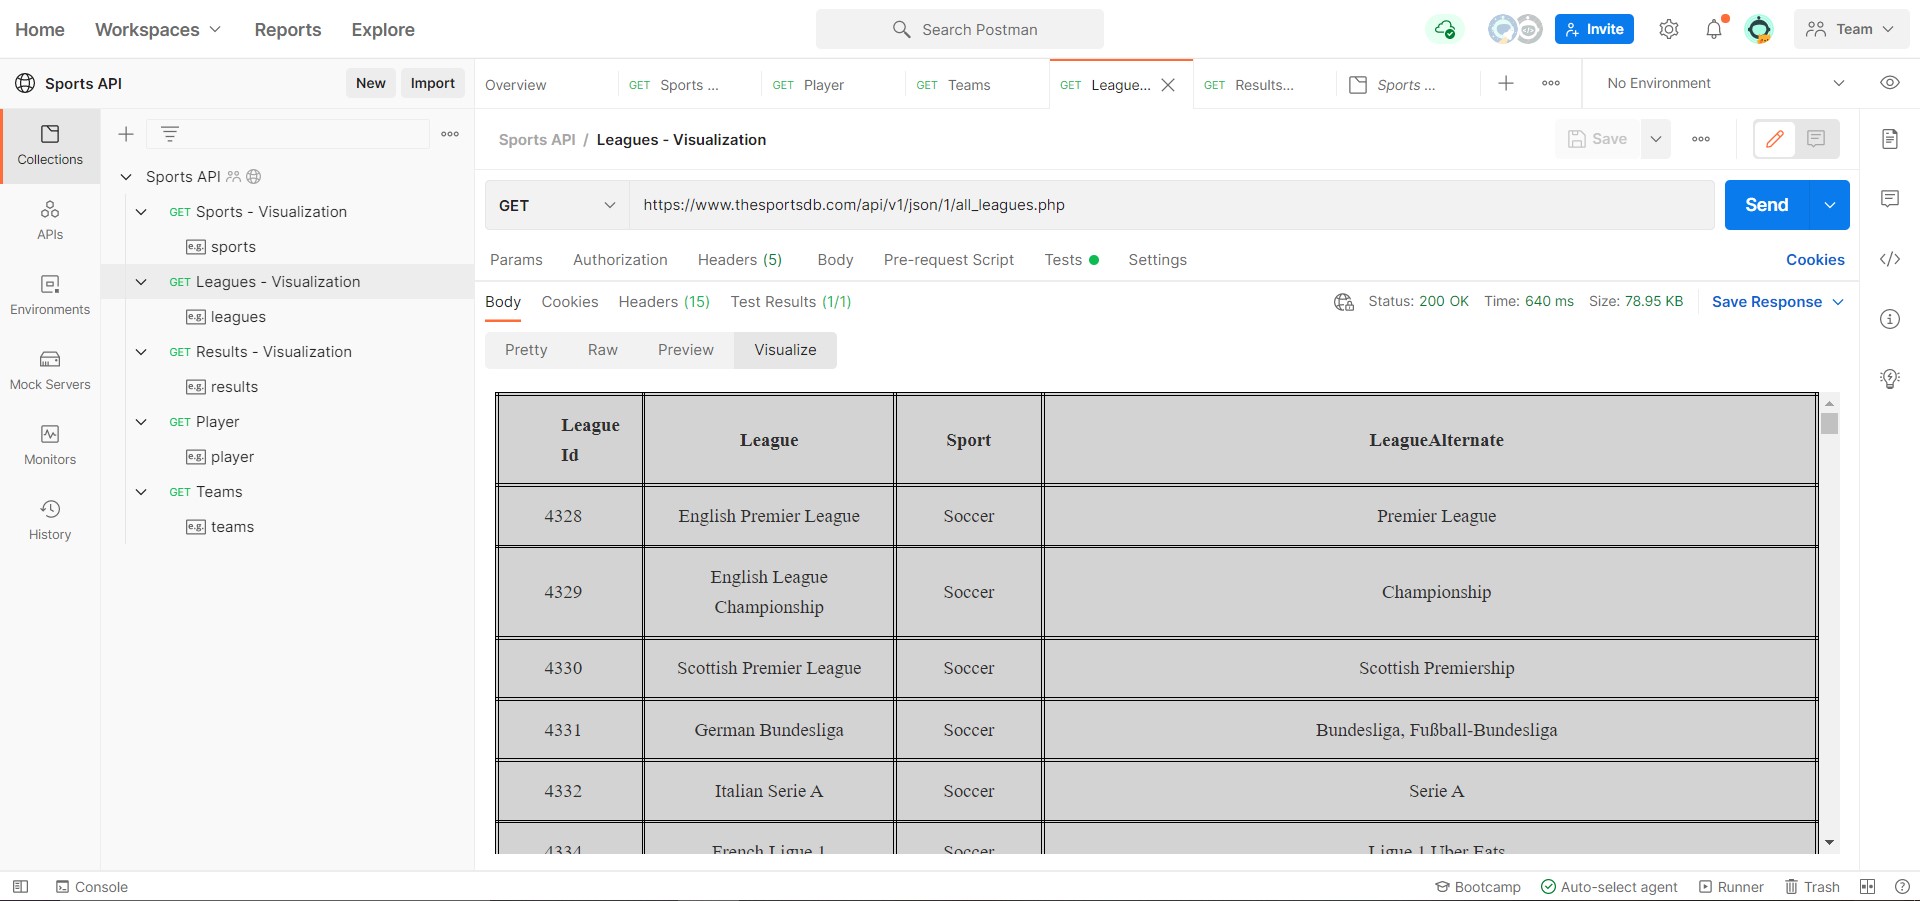 Home Workspaces Reports Explore Search Postman Invite Team
Sports API New Import Overview GET Sports ... GET Player GET Teams GET League... GET Results... Sports ... No Environment
Collections
APIs
Environments
Mock Servers
Monitors
History
Sports API
GET Sports - Visualization
e.g. sports
GET Leagues - Visualization
e.g. leagues
GET Results - Visualization
e.g. results
GET Player
e.g. player
GET Teams
e.g. teams
Sports API / Leagues - Visualization Save
GET https://www.thesportsdb.com/api/v1/json/1/all_leagues.php Send
Params Authorization Headers (5) Body Pre-request Script Tests Settings Cookies
Body Cookies Headers (15) Test Results (1/1) Status: 200 OK Time: 640 ms Size: 78.95 KB Save Response
Pretty Raw Preview Visualize
League
Id League Sport LeagueAlternate
4328 English Premier League Soccer Premier League
4329 English League
Championship Soccer Championship
4330 Scottish Premier League Soccer Scottish Premiership
4331 German Bundesliga Soccer Bundesliga, Fußball-Bundesliga
4332 Italian Serie A Soccer Serie A
4334 French Ligue 1 Soccer Ligue 1 Uber Eats
Console Bootcamp Auto-select agent Runner Trash